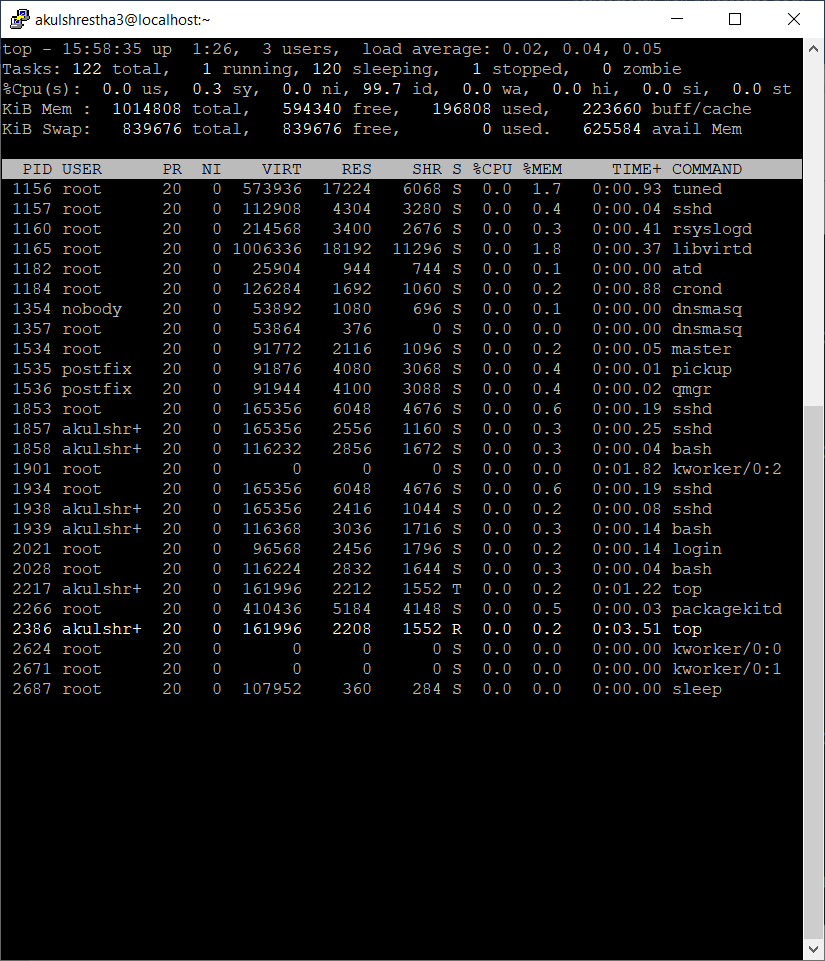 akulshrestha3@localhost:~
top - 15:58:35 up  1:26,  3 users,  load average: 0.02, 0.04, 0.05
Tasks: 122 total,   1 running, 120 sleeping,   1 stopped,   0 zombie
%Cpu(s):  0.0 us,  0.3 sy,  0.0 ni, 99.7 id,  0.0 wa,  0.0 hi,  0.0 si,  0.0 st
KiB Mem :  1014808 total,   594340 free,   196808 used,   223660 buff/cache
KiB Swap:   839676 total,   839676 free,        0 used.   625584 avail Mem
  PID USER      PR  NI    VIRT    RES    SHR S %CPU %MEM     TIME+ COMMAND
 1156 root      20   0  573936  17224   6068 S  0.0  1.7   0:00.93 tuned
 1157 root      20   0  112908   4304   3280 S  0.0  0.4   0:00.04 sshd
 1160 root      20   0  214568   3400   2676 S  0.0  0.3   0:00.41 rsyslogd
 1165 root      20   0 1006336  18192  11296 S  0.0  1.8   0:00.37 libvirtd
 1182 root      20   0   25904    944    744 S  0.0  0.1   0:00.00 atd
 1184 root      20   0  126284   1692   1060 S  0.0  0.2   0:00.88 crond
 1354 nobody    20   0   53892   1080    696 S  0.0  0.1   0:00.00 dnsmasq
 1357 root      20   0   53864    376      0 S  0.0  0.0   0:00.00 dnsmasq
 1534 root      20   0   91772   2116   1096 S  0.0  0.2   0:00.05 master
 1535 postfix   20   0   91876   4080   3068 S  0.0  0.4   0:00.01 pickup
 1536 postfix   20   0   91944   4100   3088 S  0.0  0.4   0:00.02 qmgr
 1853 root      20   0  165356   6048   4676 S  0.0  0.6   0:00.19 sshd
 1857 akulshr+  20   0  165356   2556   1160 S  0.0  0.3   0:00.25 sshd
 1858 akulshr+  20   0  116232   2856   1672 S  0.0  0.3   0:00.04 bash
 1901 root      20   0       0      0      0 S  0.0  0.0   0:01.82 kworker/0:2
 1934 root      20   0  165356   6048   4676 S  0.0  0.6   0:00.19 sshd
 1938 akulshr+  20   0  165356   2416   1044 S  0.0  0.2   0:00.08 sshd
 1939 akulshr+  20   0  116368   3036   1716 S  0.0  0.3   0:00.14 bash
 2021 root      20   0   96568   2456   1796 S  0.0  0.2   0:00.14 login
 2028 root      20   0  116224   2832   1644 S  0.0  0.3   0:00.04 bash
 2217 akulshr+  20   0  161996   2212   1552 T  0.0  0.2   0:01.22 top
 2266 root      20   0  410436   5184   4148 S  0.0  0.5   0:00.03 packagekitd
 2386 akulshr+  20   0  161996   2208   1552 R  0.0  0.2   0:03.51 top
 2624 root      20   0       0      0      0 S  0.0  0.0   0:00.00 kworker/0:0
 2671 root      20   0       0      0      0 S  0.0  0.0   0:00.00 kworker/0:1
 2687 root      20   0  107952    360    284 S  0.0  0.0   0:00.00 sleep